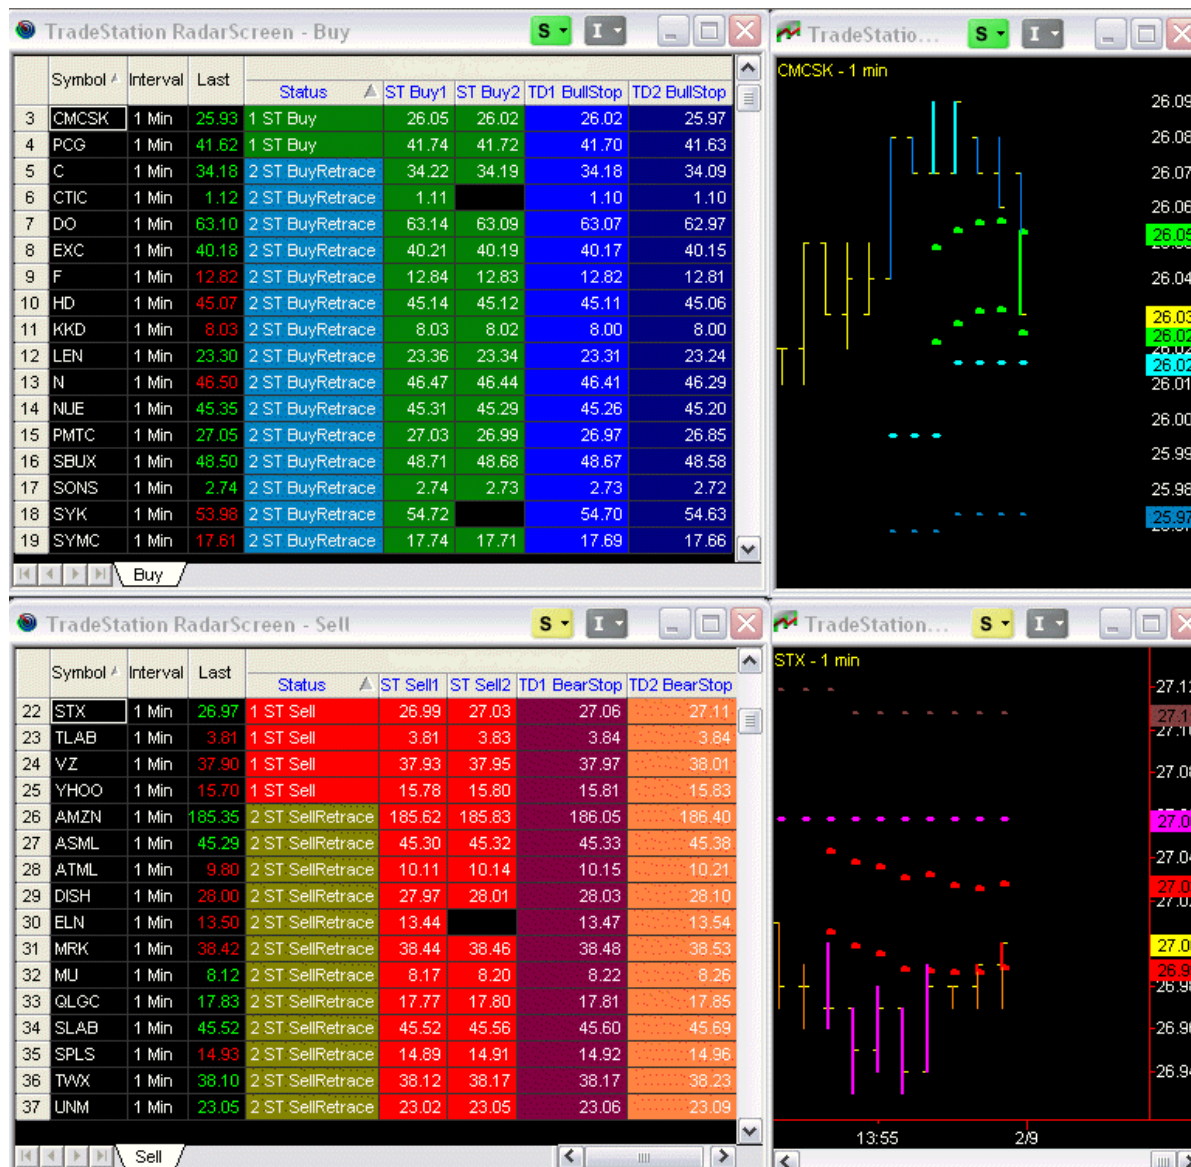 TradeStation RadarScreen - Buy
S
I
Symbol Interval Last Status ST Buy1 ST Buy2 TD1 BullStop TD2 BullStop
3 CMCSK 1 Min 25.93 1 ST Buy 26.05 26.02 26.02 25.97
4 PCG 1 Min 41.62 1 ST Buy 41.74 41.72 41.70 41.63
5 C 1 Min 34.18 2 ST BuyRetrace 34.22 34.19 34.18 34.09
6 CTIC 1 Min 1.12 2 ST BuyRetrace 1.11 1.10 1.10
7 DO 1 Min 63.10 2 ST BuyRetrace 63.14 63.09 63.07 62.97
8 EXC 1 Min 40.18 2 ST BuyRetrace 40.21 40.19 40.17 40.15
9 F 1 Min 12.82 2 ST BuyRetrace 12.84 12.83 12.82 12.81
10 HD 1 Min 45.07 2 ST BuyRetrace 45.14 45.12 45.11 45.06
11 KKD 1 Min 8.03 2 ST BuyRetrace 8.03 8.02 8.00 8.00
12 LEN 1 Min 23.30 2 ST BuyRetrace 23.36 23.34 23.31 23.24
13 N 1 Min 46.50 2 ST BuyRetrace 46.47 46.44 46.41 46.29
14 NUE 1 Min 45.35 2 ST BuyRetrace 45.31 45.29 45.26 45.20
15 PMTC 1 Min 27.05 2 ST BuyRetrace 27.03 26.99 26.97 26.85
16 SBUX 1 Min 48.50 2 ST BuyRetrace 48.71 48.68 48.67 48.58
17 SONS 1 Min 2.74 2 ST BuyRetrace 2.74 2.73 2.73 2.72
18 SYK 1 Min 53.98 2 ST BuyRetrace 54.72 54.70 54.63
19 SYMC 1 Min 17.61 2 ST BuyRetrace 17.74 17.71 17.69 17.66
Buy
TradeStatio...
S
I
CMCSK - 1 min
26.09
26.08
26.07
26.06
26.05
26.04
26.03
26.02
26.02
26.01
26.00
25.99
25.98
25.97
TradeStation RadarScreen - Sell
S
I
Symbol Interval Last Status ST Sell1 ST Sell2 TD1 BearStop TD2 BearStop
22 STX 1 Min 26.97 1 ST Sell 26.99 27.03 27.06 27.11
23 TLAB 1 Min 3.81 1 ST Sell 3.81 3.83 3.84 3.84
24 VZ 1 Min 37.90 1 ST Sell 37.93 37.95 37.97 38.01
25 YHOO 1 Min 15.70 1 ST Sell 15.78 15.80 15.81 15.83
26 AMZN 1 Min 185.35 2 ST SellRetrace 185.62 185.83 186.05 186.40
27 ASML 1 Min 45.29 2 ST SellRetrace 45.30 45.32 45.33 45.38
28 ATML 1 Min 9.80 2 ST SellRetrace 10.11 10.14 10.15 10.21
29 DISH 1 Min 28.00 2 ST SellRetrace 27.97 28.01 28.03 28.10
30 ELN 1 Min 13.50 2 ST SellRetrace 13.44 13.47 13.54
31 MRK 1 Min 38.42 2 ST SellRetrace 38.44 38.46 38.48 38.53
32 MU 1 Min 8.12 2 ST SellRetrace 8.17 8.20 8.22 8.26
33 QLGC 1 Min 17.83 2 ST SellRetrace 17.77 17.80 17.81 17.85
34 SLAB 1 Min 45.52 2 ST SellRetrace 45.52 45.56 45.60 45.69
35 SPLS 1 Min 14.93 2 ST SellRetrace 14.89 14.91 14.92 14.96
36 TWX 1 Min 38.10 2 ST SellRetrace 38.12 38.17 38.17 38.23
37 UNM 1 Min 23.05 2 ST SellRetrace 23.02 23.05 23.06 23.09
Sell
TradeStation...
S
I
STX - 1 min
27.1
27.10
27.08
27.0
27.04
27.0
27.0
26.9
26.98
26.96
26.94
13:55 2/9